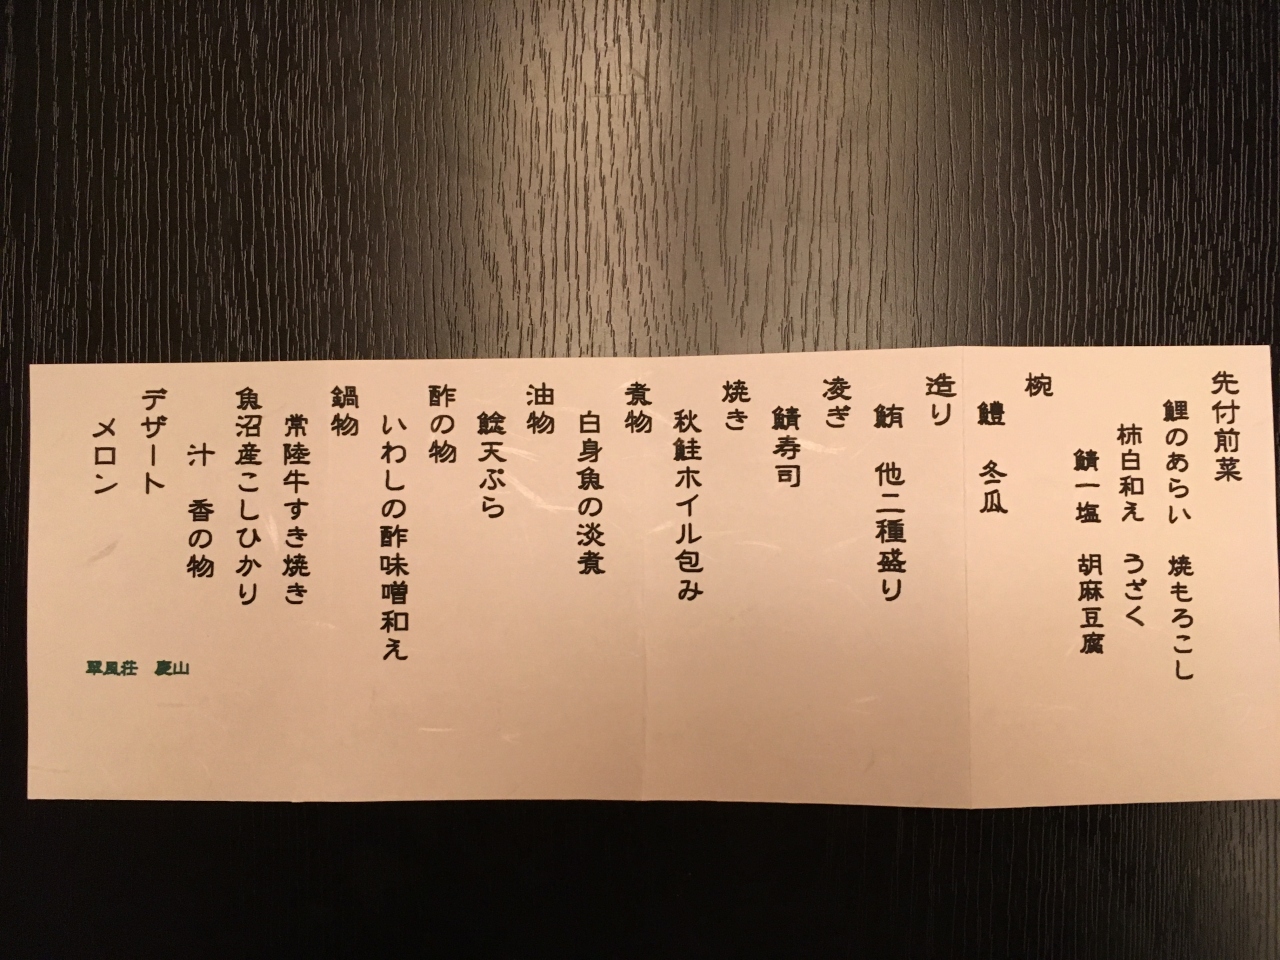 先付前菜
鯉のあらい　焼もろこし
柿白和え　うざく
鯖一塩　胡麻豆腐
椀
鱧　冬瓜
造り
鮪　他二種盛り
凌ぎ
鯖寿司
焼き
秋鮭ホイル包み
煮物
白身魚の淡煮
油物
鯰天ぷら
酢の物
いわしの酢味噌和え
鍋物
常陸牛すき焼き
魚沼産こしひかり
汁　香の物
デザート
メロン
翠風荘　慶山